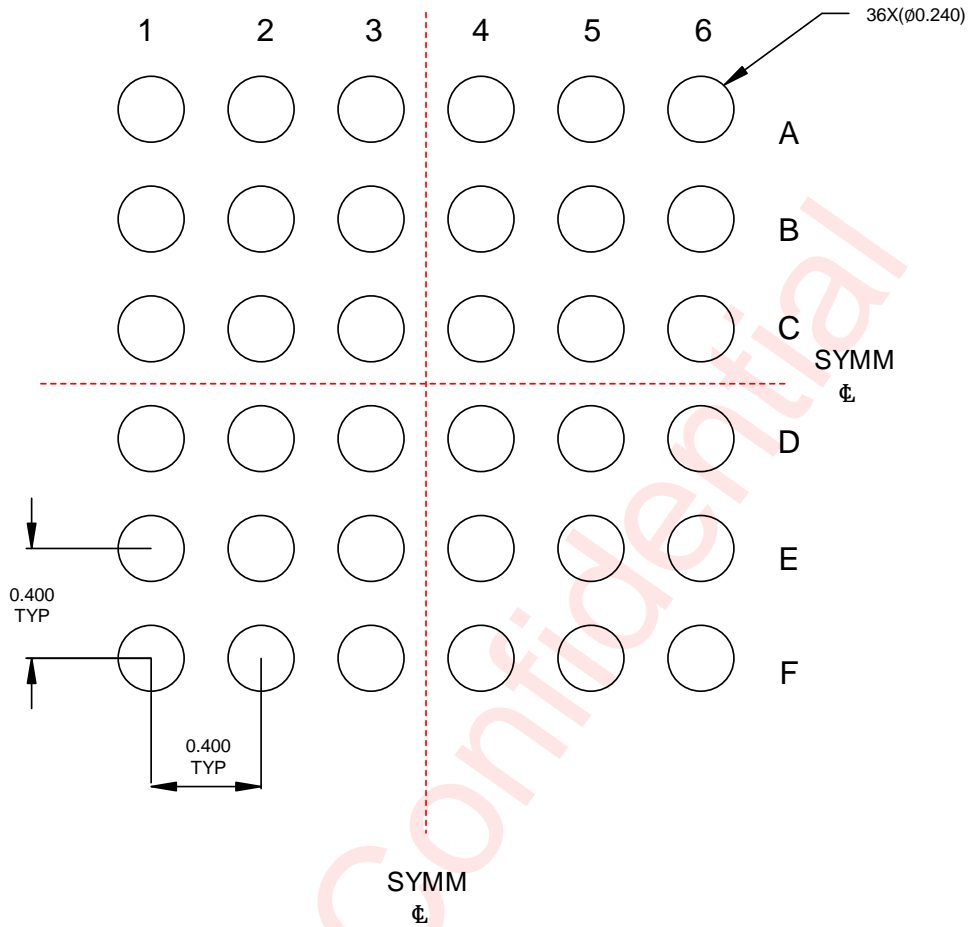 1 2 3 4 5 6
36X(Ø0.240)
A
B
C
SYMM
℄
D
E
0.400
TYP
F
0.400
TYP
SYMM
℄
Confidential